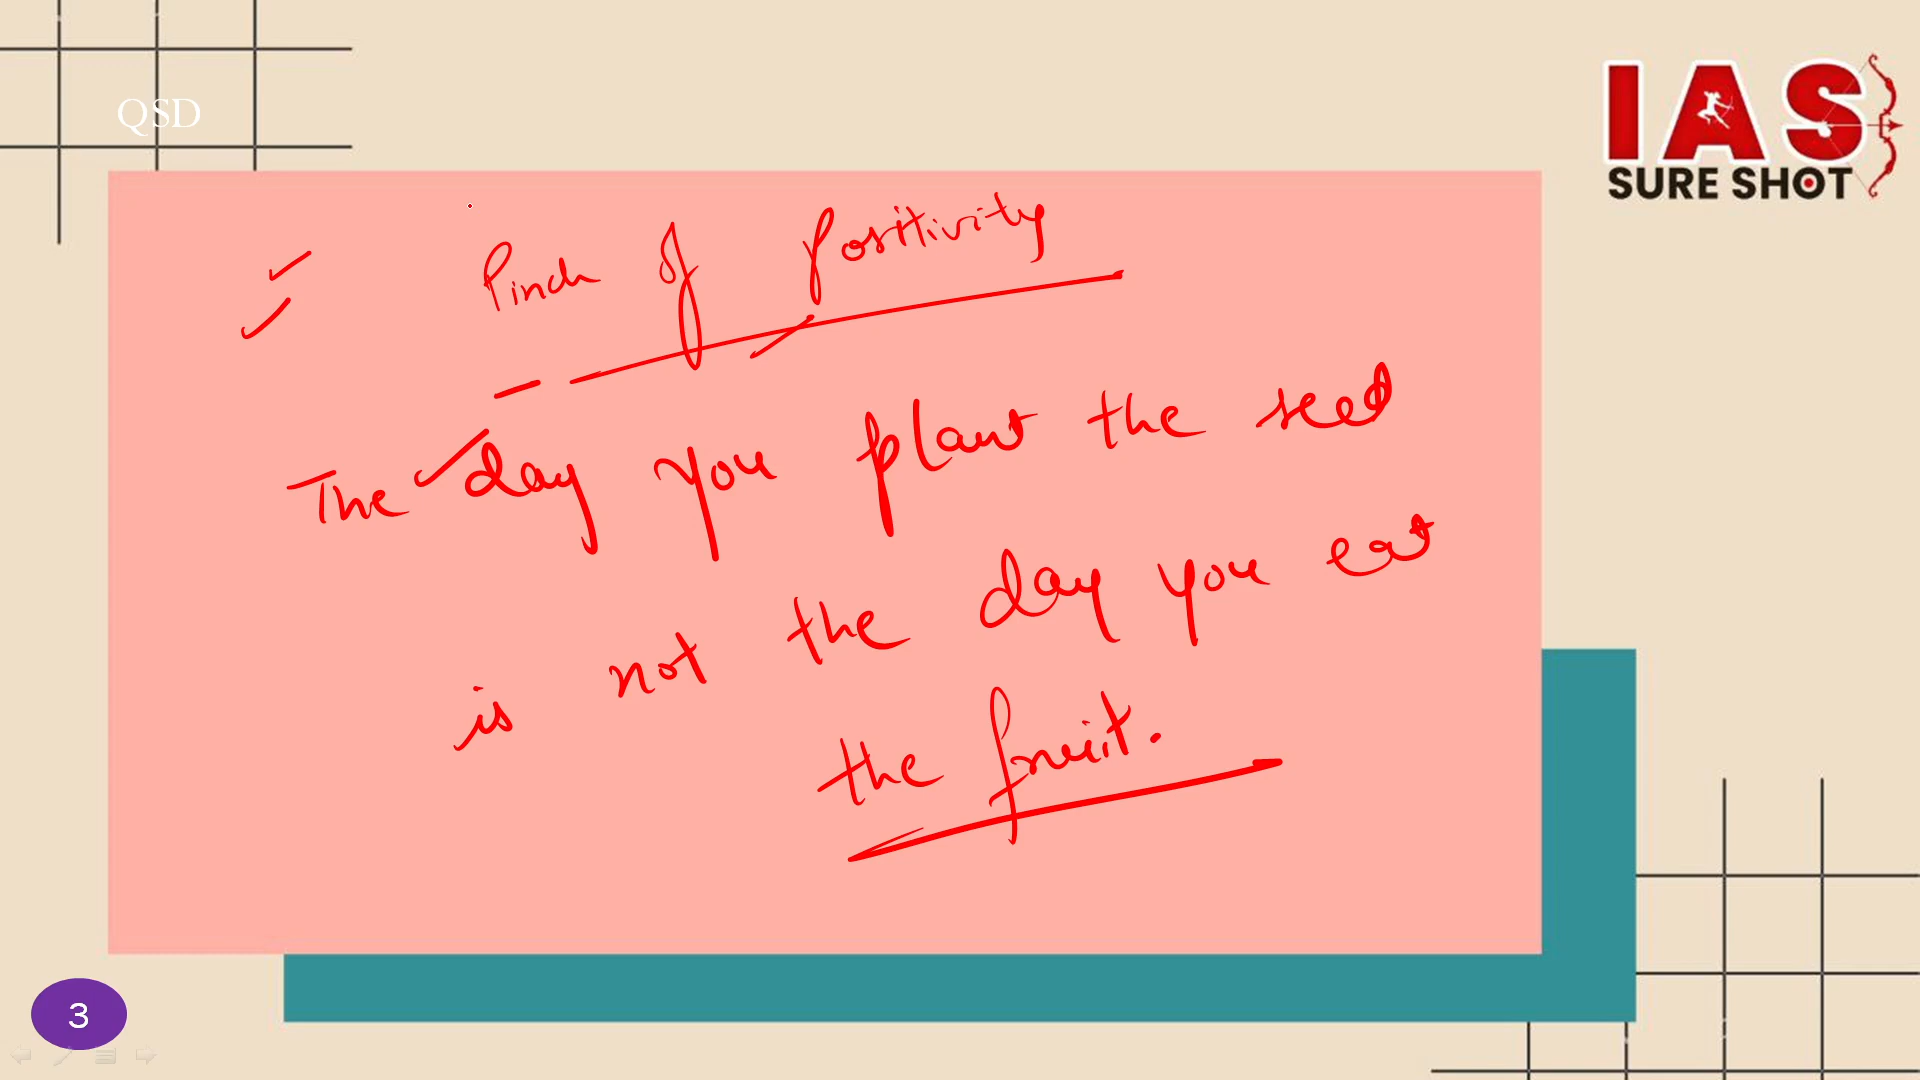 QSD
IAS
SURE SHOT
Pinch of Positivity
The day you plant the seed
is not the day you eat
the fruit.
3